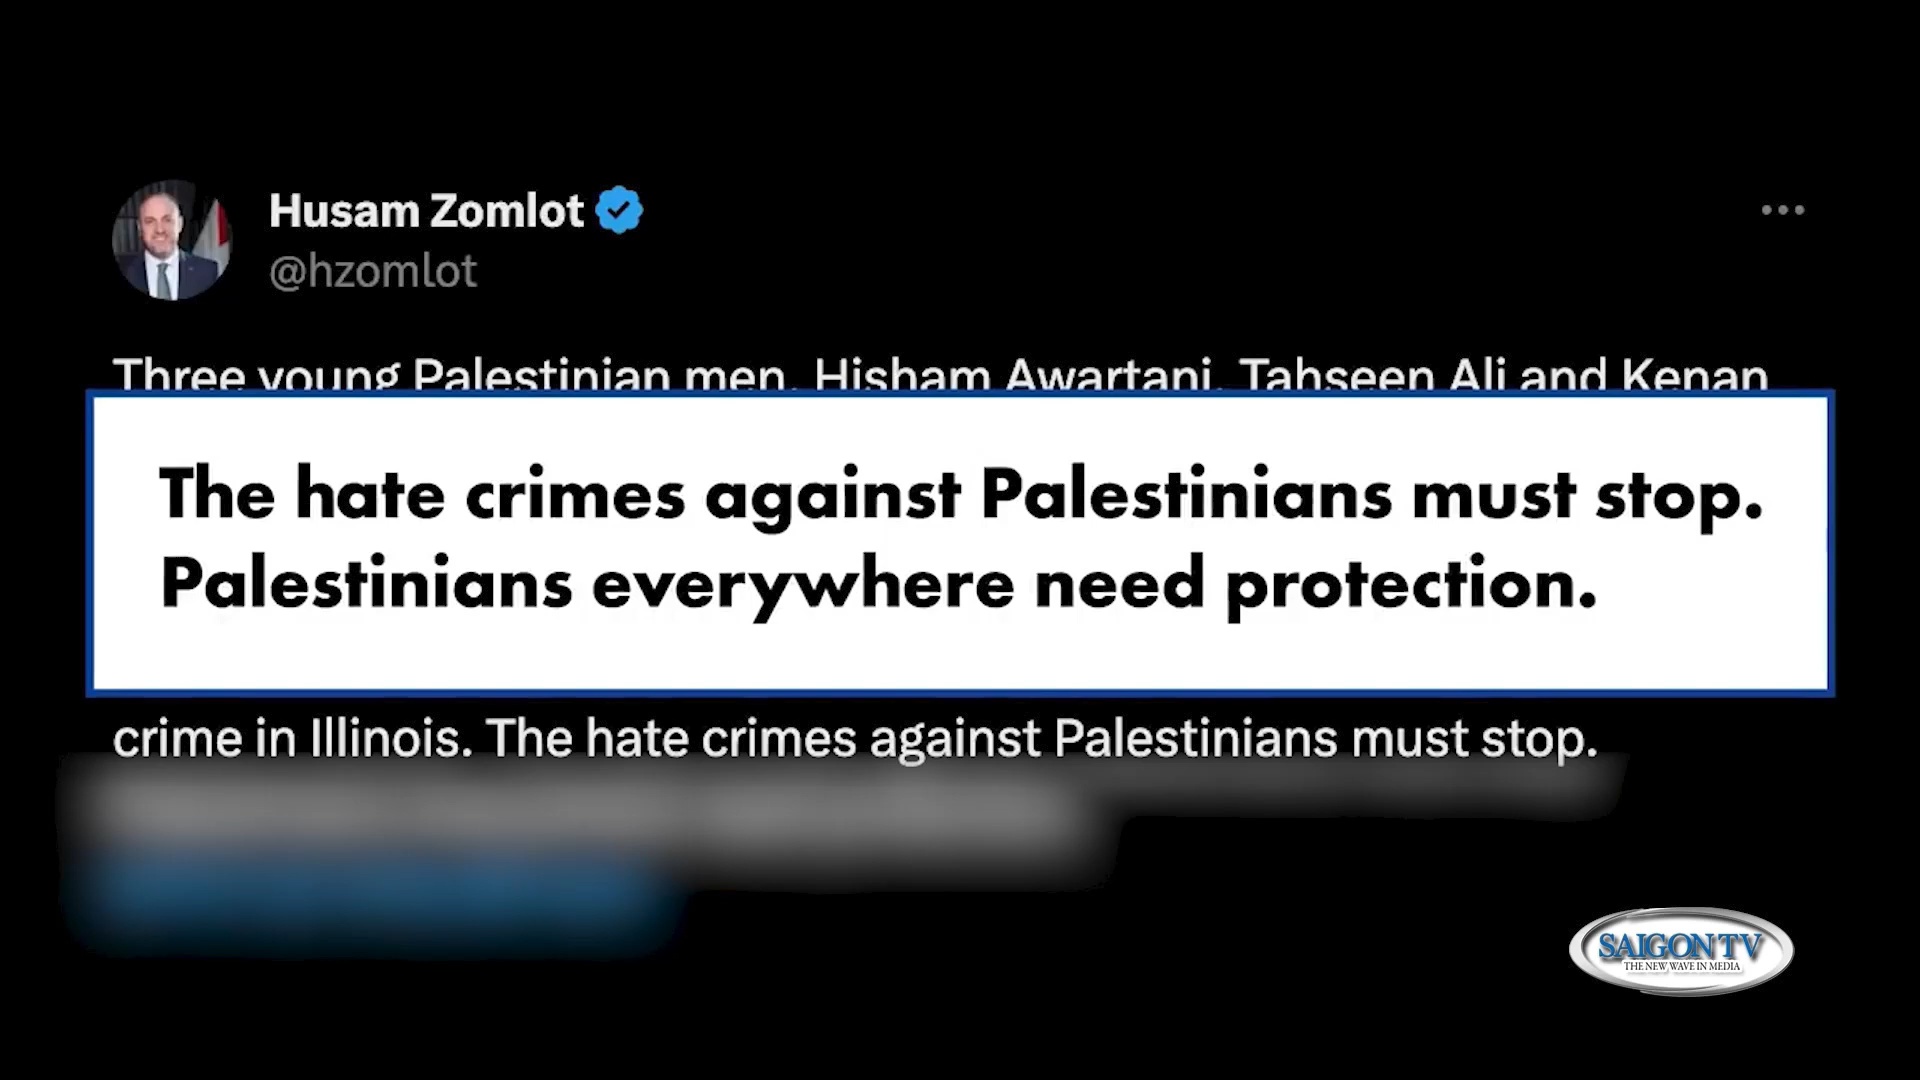 Husam Zomlot
@hzomlot
Three young Palestinian men, Hisham Awartani, Tahseen Ali and Kenan
The hate crimes against Palestinians must stop.
Palestinians everywhere need protection.
crime in Illinois. The hate crimes against Palestinians must stop.
SAIGON TV
THE NEW WAVE IN MEDIA